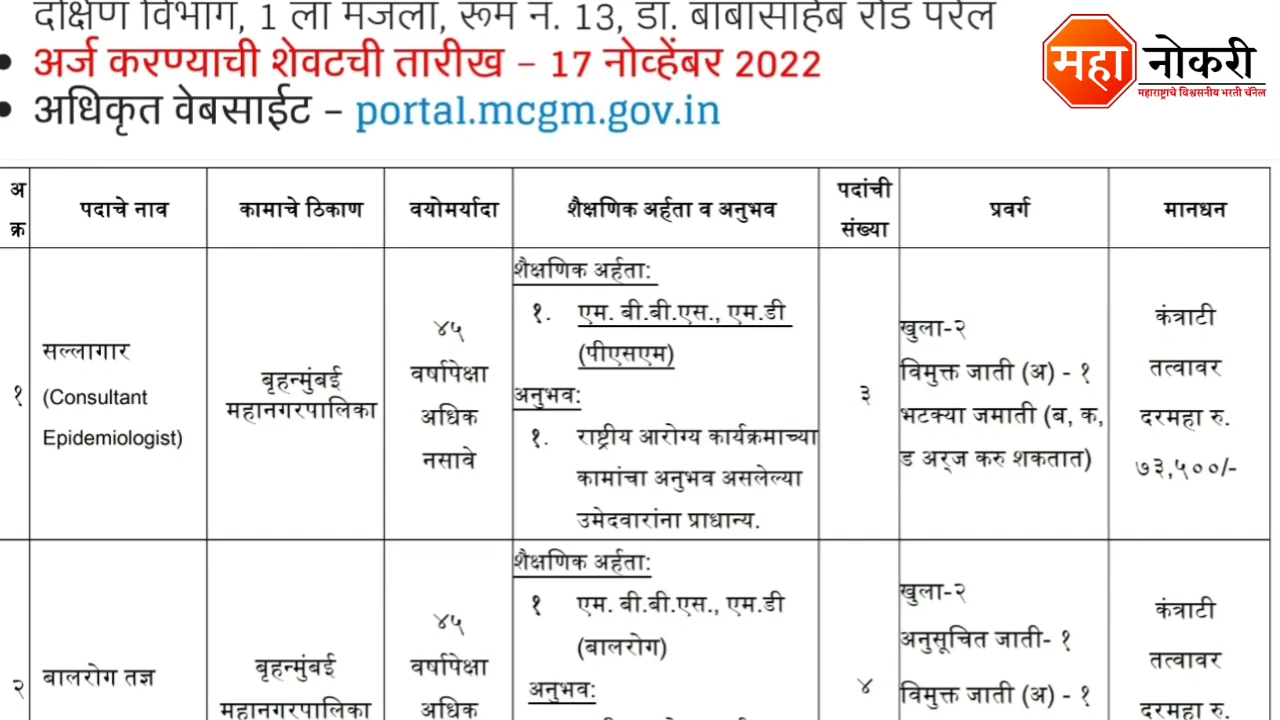 दक्षिण विभाग, 1 ला मजला, रूम नं. 13, डॉ. बाबासाहेब रोड परेल
• अर्ज करण्याची शेवटची तारीख – 17 नोव्हेंबर 2022
• अधिकृत वेबसाईट – portal.mcgm.gov.in
महा नोकरी
महाराष्ट्राचे विश्वसनीय भरती चॅनेल
अ
क्र
पदाचे नाव
कामाचे ठिकाण
वयोमर्यादा
शैक्षणिक अर्हता व अनुभव
पदांची
संख्या
प्रवर्ग
मानधन
१
सल्लागार
(Consultant
Epidemiologist)
बृहन्मुंबई
महानगरपालिका
४५
वर्षापेक्षा
अधिक
नसावे
शैक्षणिक अर्हता:
१. एम. बी.बी.एस., एम.डी
(पीएसएम)
अनुभव:
१. राष्ट्रीय आरोग्य कार्यक्रमाच्या
कामांचा अनुभव असलेल्या
उमेदवारांना प्राधान्य.
३
खुला-२
विमुक्त जाती (अ) - १
भटक्या जमाती (ब, क,
ड अर्ज करु शकतात)
कंत्राटी
तत्वावर
दरमहा रु.
७३,५००/-
२
बालरोग तज्ञ
बृहन्मुंबई
महानगरपालिका
४५
वर्षापेक्षा
अधिक
शैक्षणिक अर्हता:
१ एम. बी.बी.एस., एम.डी
(बालरोग)
अनुभव:
४
खुला-२
अनुसूचित जाती- १
विमुक्त जाती (अ) - १
कंत्राटी
तत्वावर
दरमहा रु.